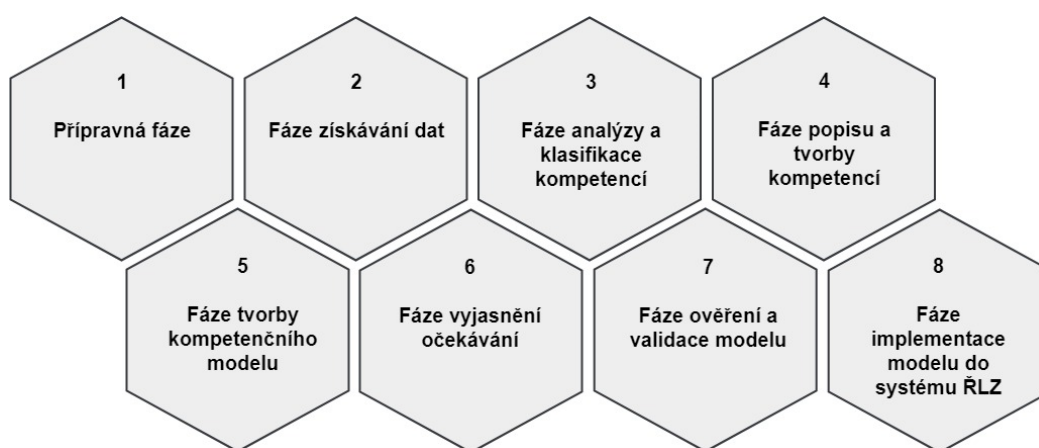 1
Přípravná fáze
2
Fáze získávání dat
3
Fáze analýzy a
klasifikace
kompetencí
4
Fáze popisu a
tvorby
kompetencí
5
Fáze tvorby
kompetenčního
modelu
6
Fáze vyjasnění
očekávání
7
Fáze ověření a
validace modelu
8
Fáze
implementace
modelu do
systému ŘLZ